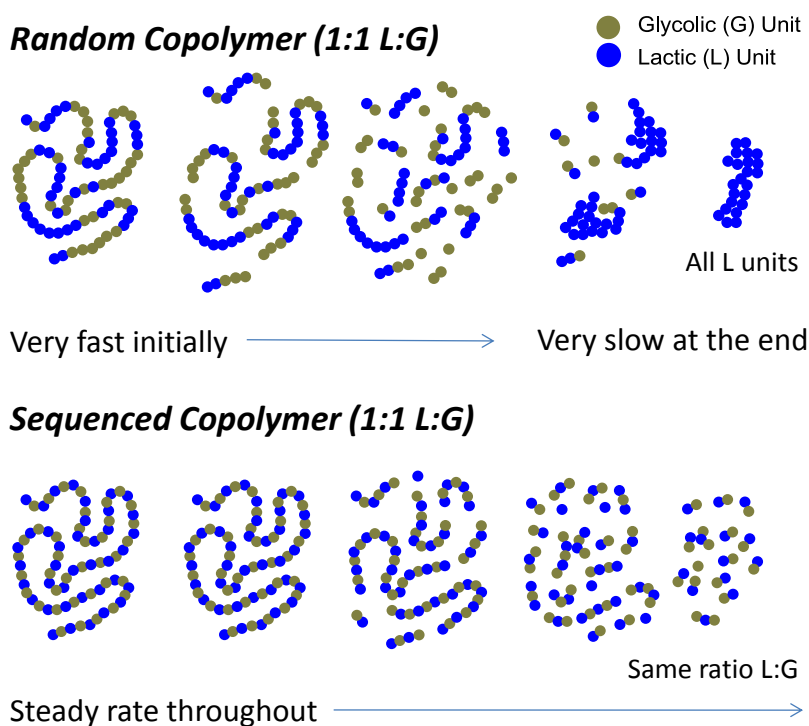 Random Copolymer (1:1 L:G)
Glycolic (G) Unit
Lactic (L) Unit
All L units
Very fast initially
Very slow at the end
Sequenced Copolymer (1:1 L:G)
Same ratio L:G
Steady rate throughout